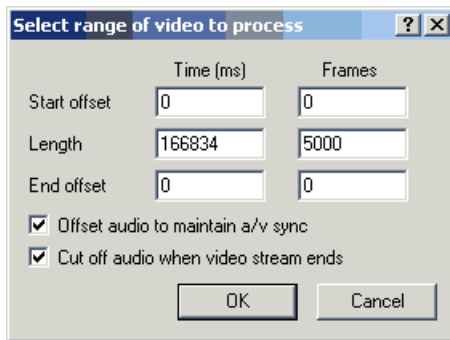 Select range of video to process
Time (ms) Frames
Start offset 0 0
Length 166834 5000
End offset 0 0
Offset audio to maintain a/v sync
Cut off audio when video stream ends
OK Cancel